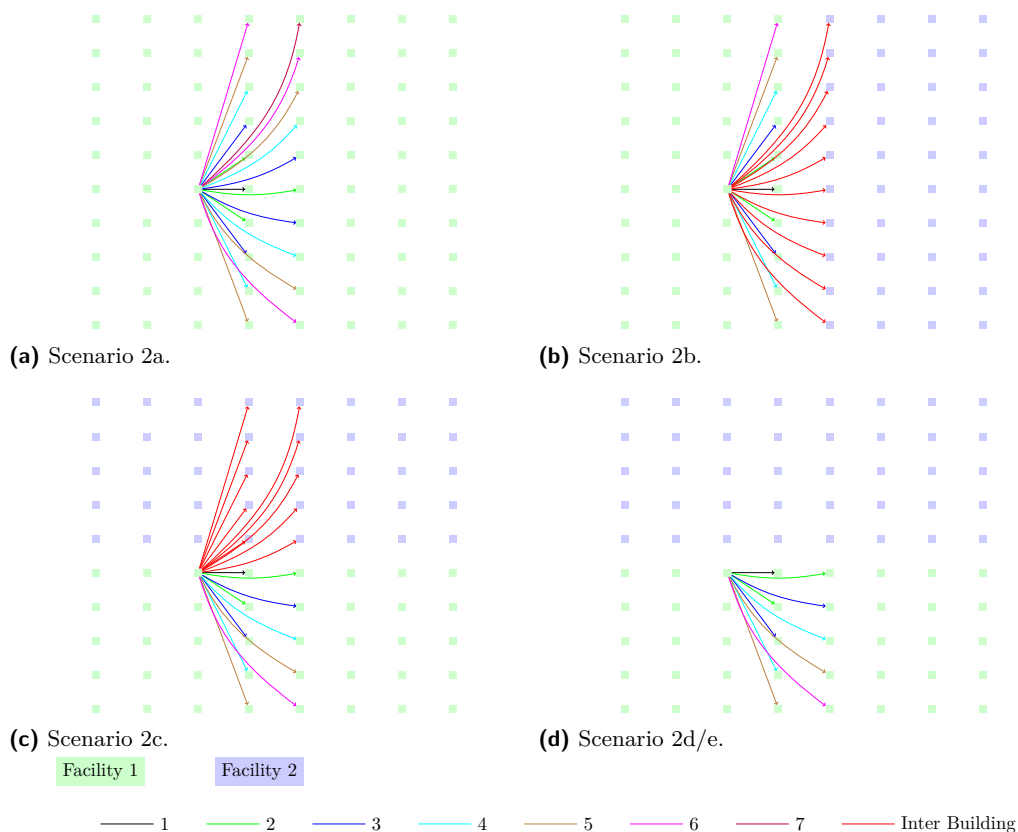 (a) Scenario 2a.
(b) Scenario 2b.
(c) Scenario 2c.
(d) Scenario 2d/e.
Facility 1
Facility 2
1 2 3 4 5 6 7 Inter Building